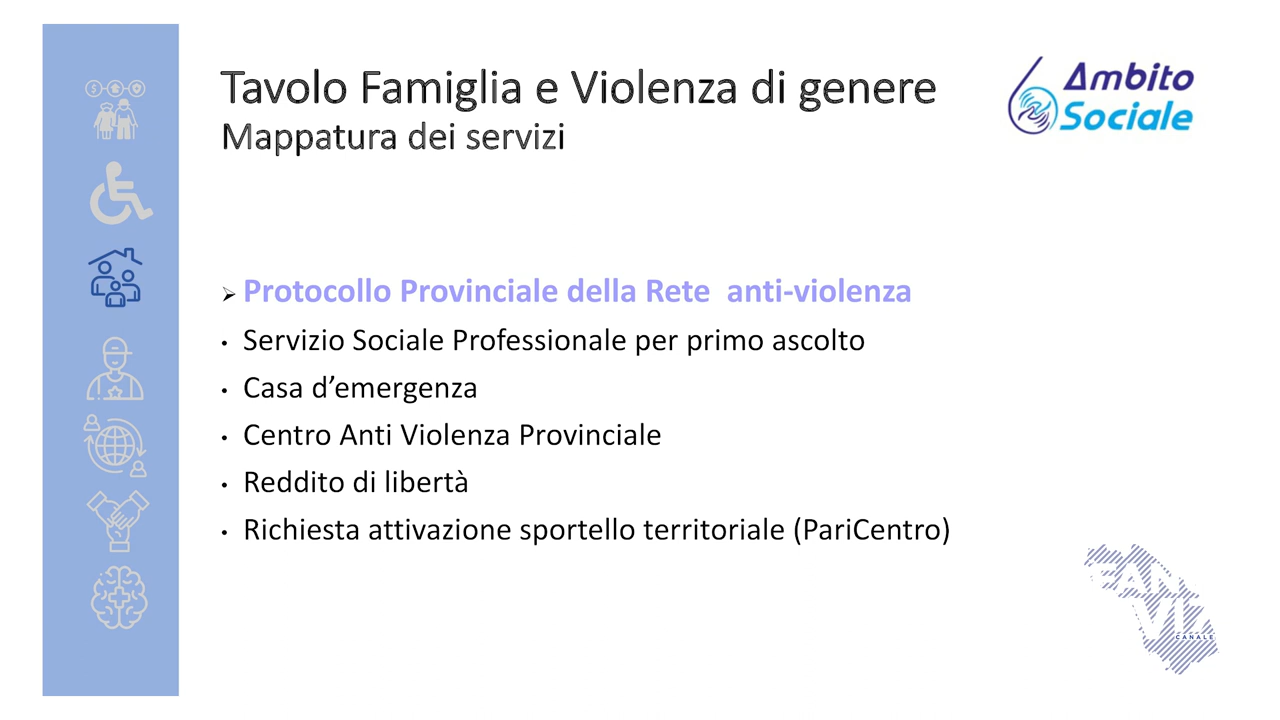 Tavolo Famiglia e Violenza di genere
Mappatura dei servizi
Ambito
Sociale
Protocollo Provinciale della Rete anti-violenza
Servizio Sociale Professionale per primo ascolto
Casa d’emergenza
Centro Anti Violenza Provinciale
Reddito di libertà
Richiesta attivazione sportello territoriale (PariCentro)
CANALE